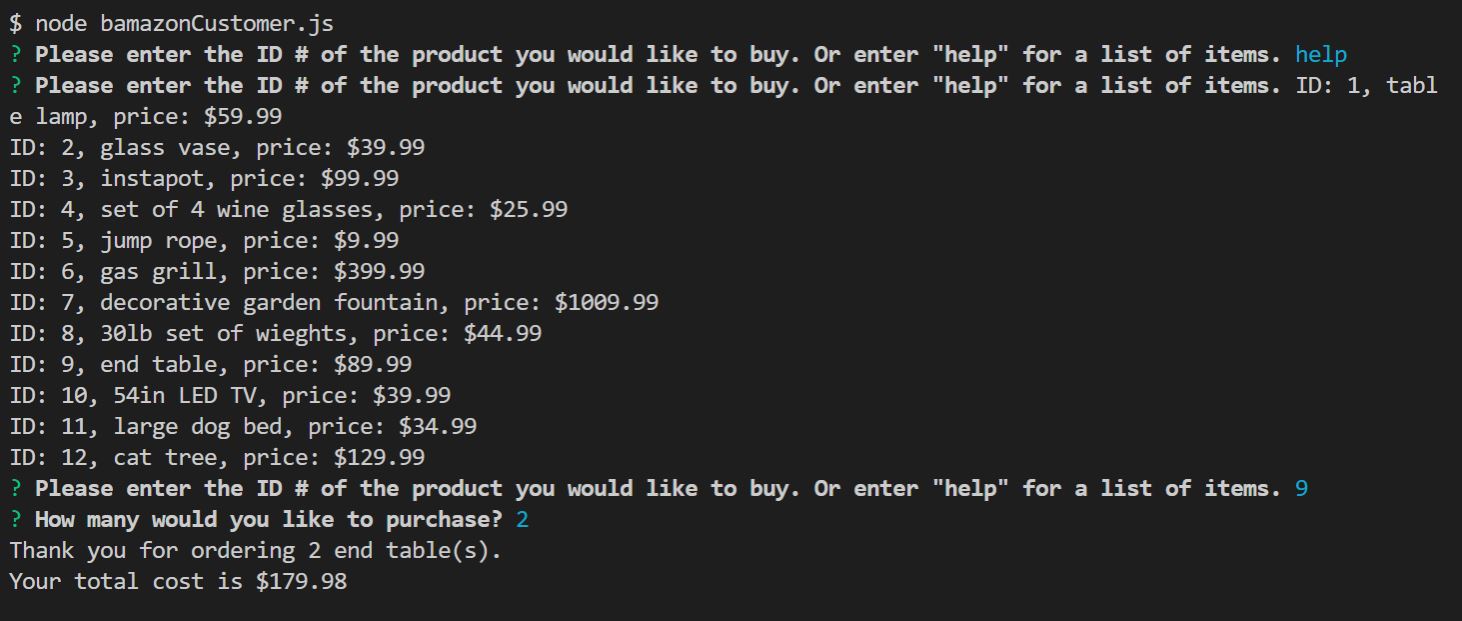 $ node bamazonCustomer.js
? Please enter the ID # of the product you would like to buy. Or enter "help" for a list of items. help
? Please enter the ID # of the product you would like to buy. Or enter "help" for a list of items. ID: 1, tabl
e lamp, price: $59.99
ID: 2, glass vase, price: $39.99
ID: 3, instapot, price: $99.99
ID: 4, set of 4 wine glasses, price: $25.99
ID: 5, jump rope, price: $9.99
ID: 6, gas grill, price: $399.99
ID: 7, decorative garden fountain, price: $1009.99
ID: 8, 30lb set of wieghts, price: $44.99
ID: 9, end table, price: $89.99
ID: 10, 54in LED TV, price: $39.99
ID: 11, large dog bed, price: $34.99
ID: 12, cat tree, price: $129.99
? Please enter the ID # of the product you would like to buy. Or enter "help" for a list of items. 9
? How many would you like to purchase? 2
Thank you for ordering 2 end table(s).
Your total cost is $179.98